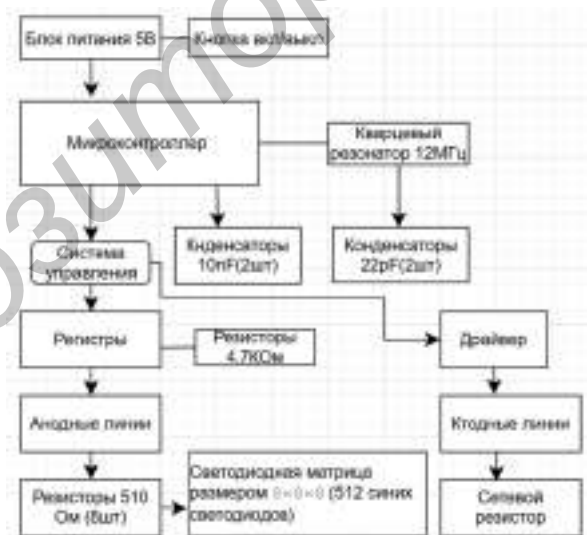 Блок питания 5В
Кнопка вкл/выкл
Микроконтроллер
Кварцевый
резонатор 12МГц
Система
управления
Кнденсаторы
10nF(2шт)
Конденсаторы
22pF(2шт)
Регистры
Резисторы
4,7КОм
Драйвер
Анодные линии
Ктодные линии
Резисторы 510
Ом (8шт)
Светодиодная матрица
размером 8×8×8 (512 синих
светодиодов)
Сетевой
резистор